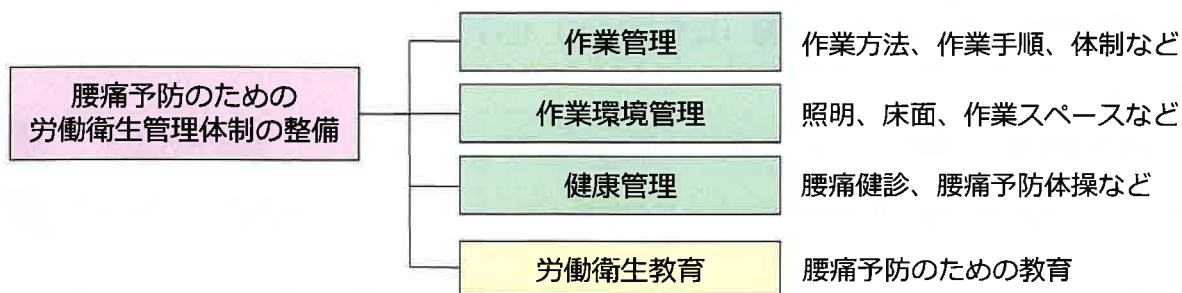 腰痛予防のための
労働衛生管理体制の整備
作業管理
作業方法、作業手順、体制など
作業環境管理
照明、床面、作業スペースなど
健康管理
腰痛健診、腰痛予防体操など
労働衛生教育
腰痛予防のための教育